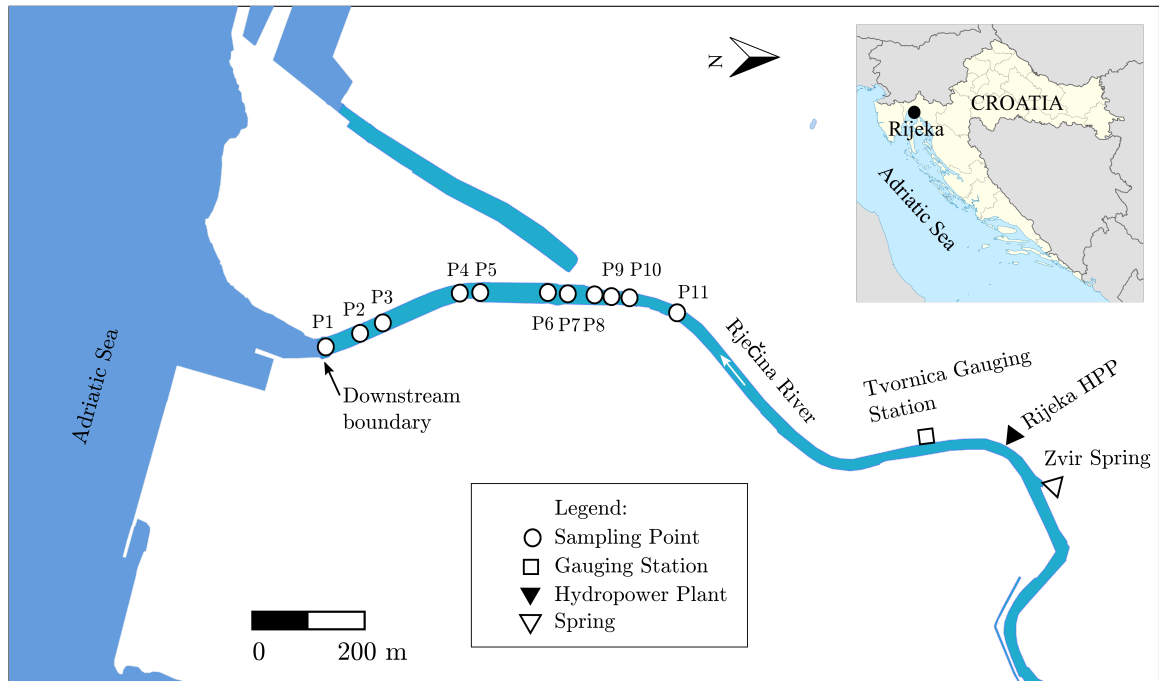 N
CROATIA
Rijeka
Adriatic Sea
P4 P5
P9 P10
P1
P2
P3
P11
P6 P7 P8
Downstream
boundary
Adriatic Sea
Rječina River
Tvornica Gauging
Station
Rijeka HPP
Zvir Spring
Legend:
Sampling Point
Gauging Station
Hydropower Plant
Spring
0 200 m